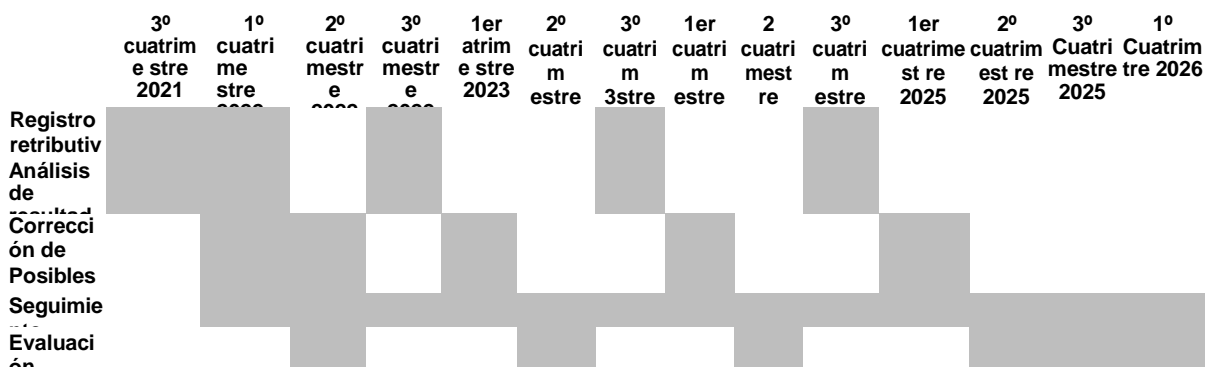 3º cuatrim e stre 2021
1º cuatri me stre
2º cuatri mestr e
3º cuatri mestr e
1er atrim e stre 2023
2º cuatri m estre
3º cuatri m 3stre
1er cuatri m estre
2 cuatri mest re
3º cuatri m estre
1er cuatrime st re 2025
2º cuatrim est re 2025
3º Cuatri mestre 2025
1º Cuatrim tre 2026
Registro
retributiv
Análisis
de
Correcci
ón de
Posibles
Seguimie
Evaluaci
ón